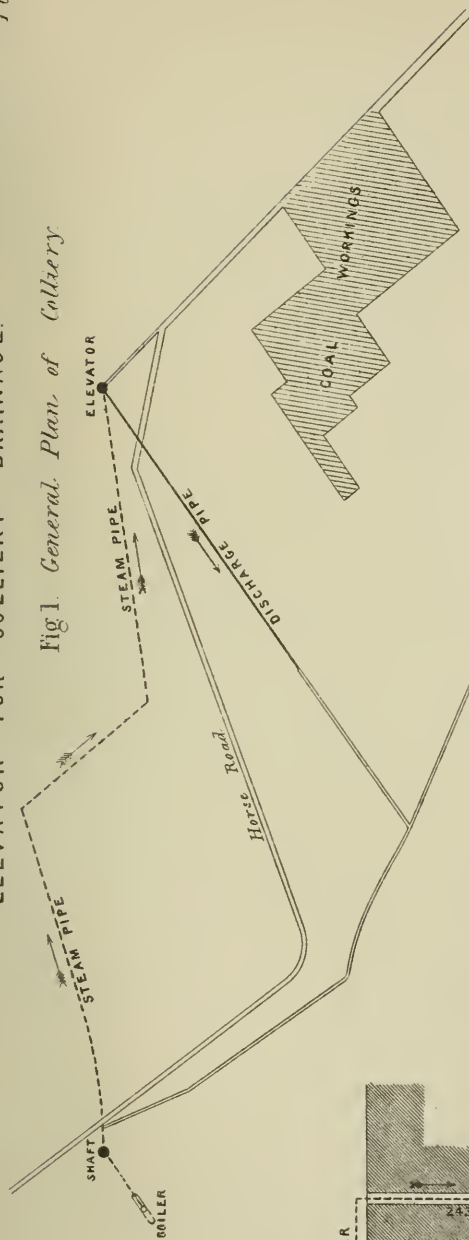 ELEVATOR FOR COLLIERY DRAINAGE.
Fig 1. General Plan of Colliery.
ELEVATOR
STEAM PIPE
STEAM PIPE
DISCHARGE PIPE
Horse Road
COAL WORKINGS
SHAFT
BOILER
R